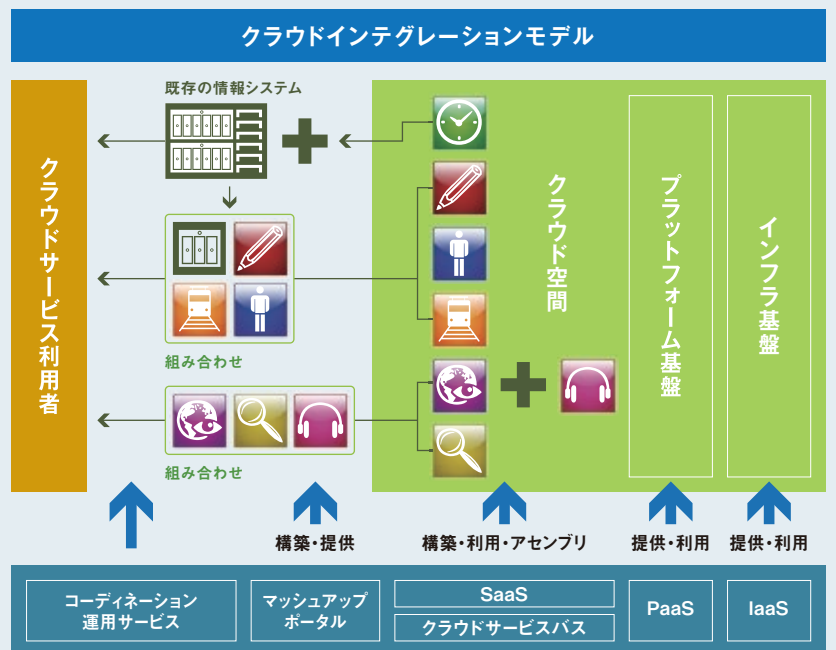 クラウドインテグレーションモデル
既存の情報システム
クラウドサービス利用者
組み合わせ
組み合わせ
クラウド空間
プラットフォーム基盤
インフラ基盤
構築・提供
構築・利用・アセンブリ
提供・利用
提供・利用
コーディネーション
運用サービス
マッシュアップ
ポータル
SaaS
クラウドサービスバス
PaaS
IaaS